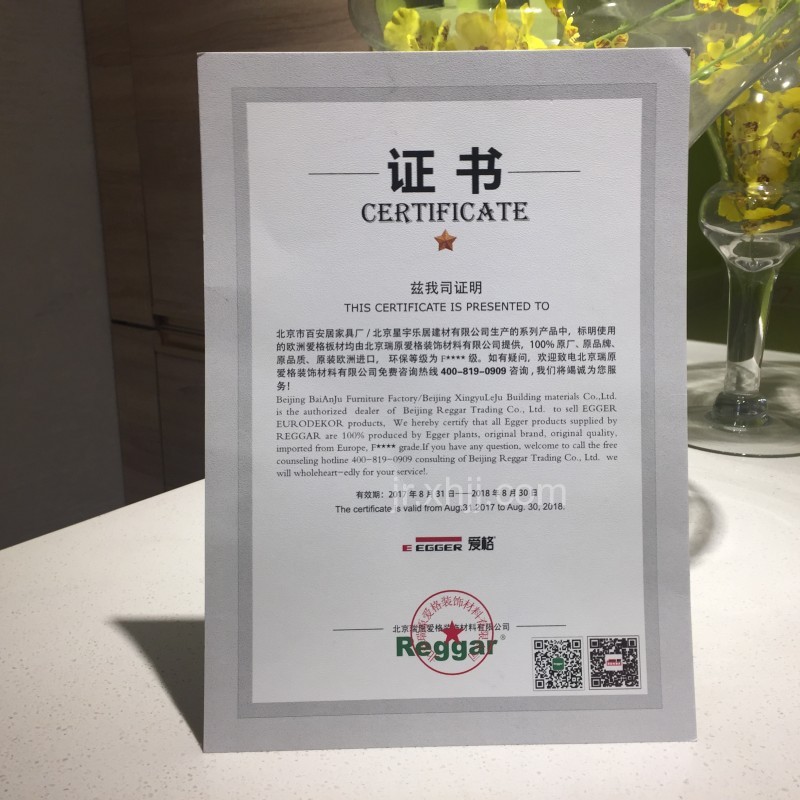 证书
CERTIFICATE
兹我司证明
THIS CERTIFICATE IS PRESENTED TO
北京市百安居家具厂/北京星宇乐居建材有限公司生产的系列产品中，标明使用
的欧洲爱格板材均由北京瑞原爱格装饰材料有限公司提供，100%原厂、原品牌、
原品质、原装欧洲进口， 环保等级为 F**** 级。如有疑问，欢迎致电北京瑞原
爱格装饰材料有限公司免费咨询热线 400-819-0909 咨询，我们将竭诚为您服
务！
Beijing BaiAnJu Furniture Factory/Beijing XingyuLeJu Building materials Co.,Ltd.
is the authorized dealer of Beijing Reggar Trading Co., Ltd. to sell EGGER
EURODEKOR products, We hereby certify that all Egger products supplied by
REGGAR are 100% produced by Egger plants, original brand, original quality,
imported from Europe, F**** grade.If you have any question, welcome to call the free
counseling hotline 400-819-0909 consulting of Beijing Reggar Trading Co., Ltd. we
will wholeheart-edly for your service!.
有效期：2017 年 8 月 31 日——2018 年 8 月 30 日
jr.xhjj.com
The certificate is valid from Aug.31 2017 to Aug. 30, 2018.
E EGGER 爱格
北京瑞原爱格装饰材料有限公司
Reggar®